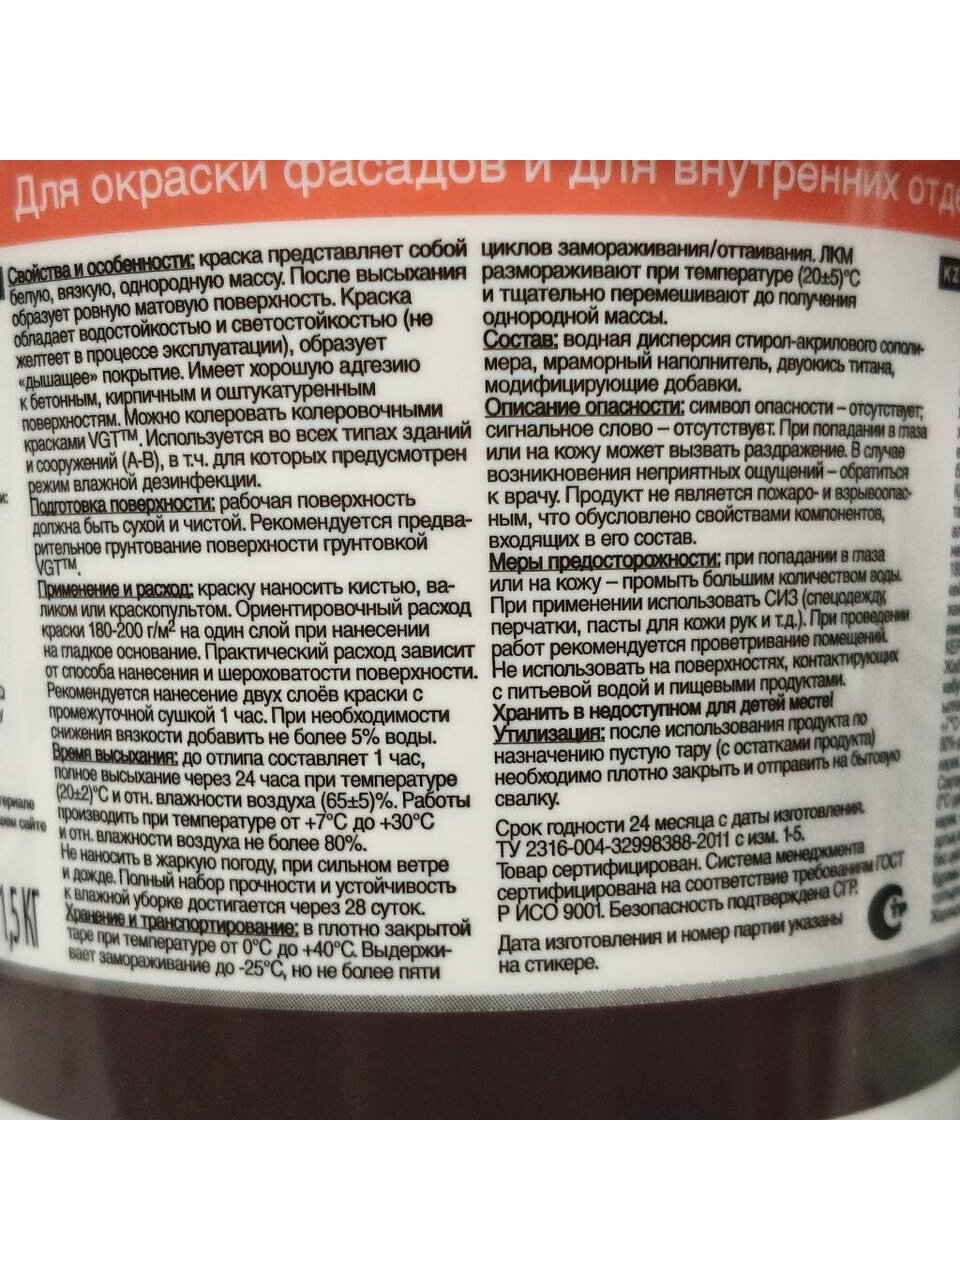 Для окраски фасадов и для внутренних
Свойства и особенности: краска представляет собой
белую, вязкую, однородную массу. После высыхания
образует ровную матовую поверхность. Краска
обладает водостойкостью и светостойкостью (не
желтеет в процессе эксплуатации), образует
«дышащее» покрытие. Имеет хорошую адгезию
к бетонным, кирпичным и оштукатуренным
поверхностям. Можно колеровать колеровочными
красками VGT™. Используется во всех типах зданий
и сооружений (А-В), в т.ч. для которых предусмотрен
режим влажной дезинфекции.
Подготовка поверхности: рабочая поверхность
должна быть сухой и чистой. Рекомендуется предва-
рительное грунтование поверхности грунтовкой
VGT™.
Применение и расход: краску наносить кистью, ва-
ликом или краскопультом. Ориентировочный расход
краски 180-200 г/м² на один слой при нанесении
на гладкое основание. Практический расход зависит
от способа нанесения и шероховатости поверхности.
Рекомендуется нанесение двух слоёв краски с
промежуточной сушкой 1 час. При необходимости
снижения вязкости добавить не более 5% воды.
Время высыхания: до отлипа составляет 1 час,
полное высыхание через 24 часа при температуре
(20±2)°С и отн. влажности воздуха (65±5)%. Работы
производить при температуре от +7°С до +30°С
и отн. влажности воздуха не более 80%.
Не наносить в жаркую погоду, при сильном ветре
и дожде. Полный набор прочности и устойчивость
к влажной уборке достигается через 28 суток.
Хранение и транспортирование: в плотно закрытой
таре при температуре от 0°С до +40°С. Выдержи-
вает замораживание до -25°С, но не более пяти
циклов замораживания/оттаивания. ЛКМ
размораживают при температуре (20±5)°С
и тщательно перемешивают до получения
однородной массы.
Состав: водная дисперсия стирол-акрилового сополи-
мера, мраморный наполнитель, двуокись титана,
модифицирующие добавки.
Описание опасности: символ опасности – отсутствует,
сигнальное слово – отсутствует. При попадании в глаза
или на кожу может вызвать раздражение. В случае
возникновения неприятных ощущений – обратиться
к врачу. Продукт не является пожаро- и взрывоопас-
ным, что обусловлено свойствами компонентов,
входящих в его состав.
Меры предосторожности: при попадании в глаза
или на кожу – промыть большим количеством воды.
При применении использовать СИЗ (спецодежду,
перчатки, пасты для кожи рук и т.д.). При проведении
работ рекомендуется проветривание помещений.
Не использовать на поверхностях, контактирующих
с питьевой водой и пищевыми продуктами.
Хранить в недоступном для детей месте!
Утилизация: после использования продукта по
назначению пустую тару (с остатками продукта)
необходимо плотно закрыть и отправить на бытовую
свалку.
Срок годности 24 месяца с даты изготовления.
ТУ 2316-004-32998388-2011 с изм. 1-5.
Товар сертифицирован. Система менеджмента
сертифицирована на соответствие требованиям ГОСТ
Р ИСО 9001. Безопасность подтверждена СГР.
Дата изготовления и номер партии указаны
на стикере.
1,5 КГ
KZ